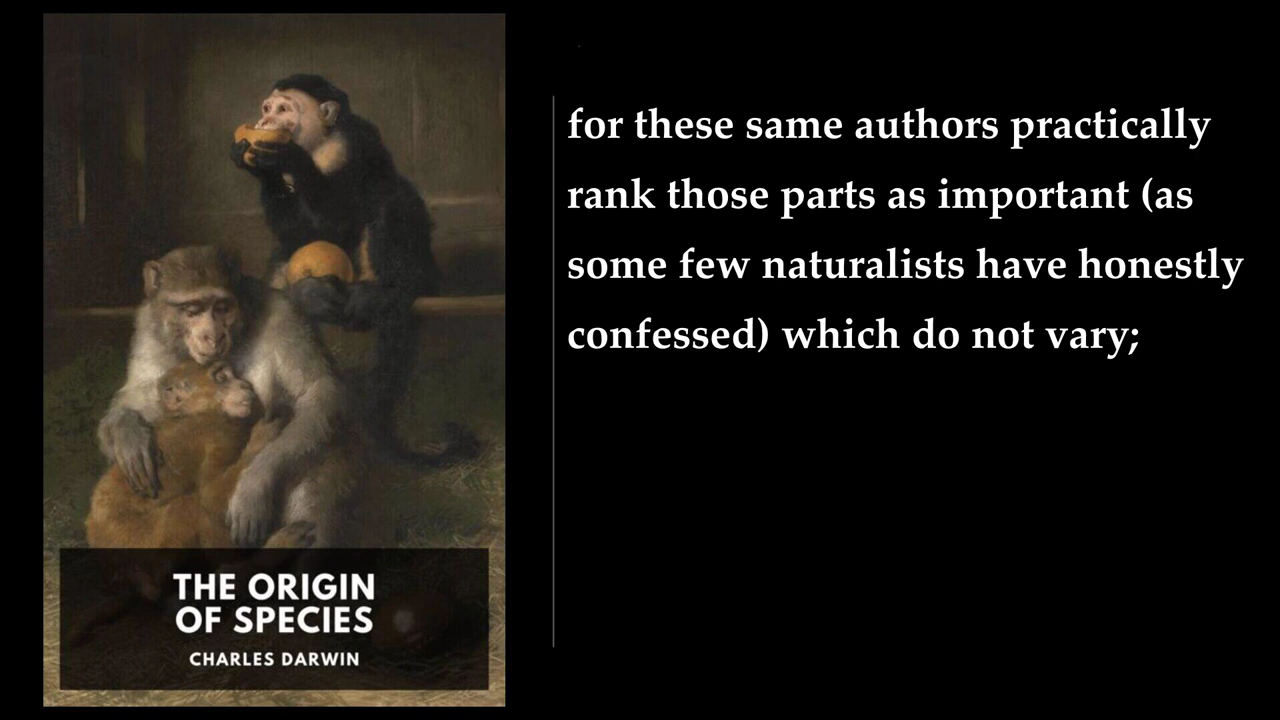 THE ORIGIN
OF SPECIES
CHARLES DARWIN
for these same authors practically
rank those parts as important (as
some few naturalists have honestly
confessed) which do not vary;